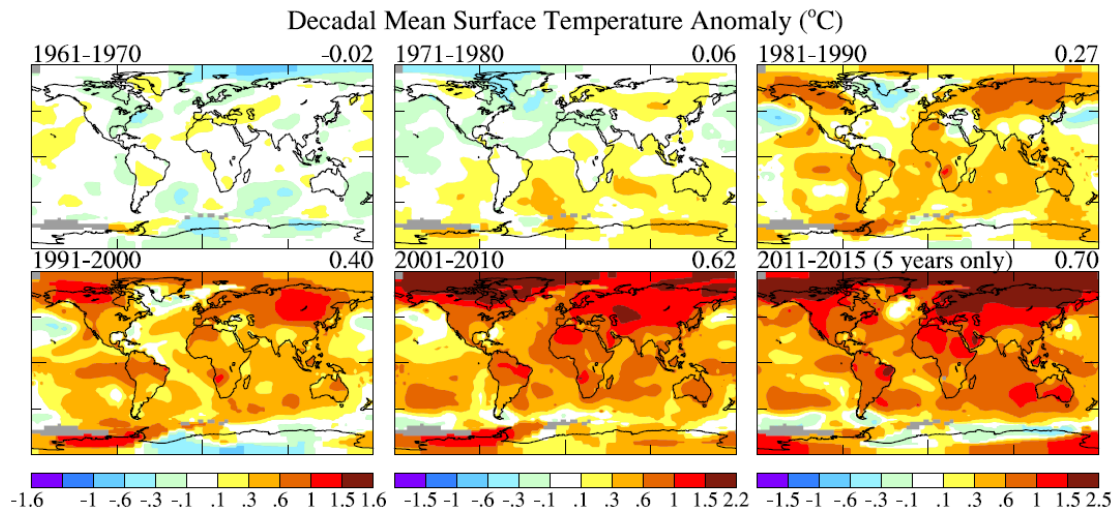 Decadal Mean Surface Temperature Anomaly (°C)
1961-1970 -0.02 1971-1980 0.06 1981-1990 0.27
1991-2000 0.40 2001-2010 0.62 2011-2015 (5 years only) 0.70
-1.6 -1 -.6 -.3 -.1 .1 .3 .6 1 1.5 1.6 -1.5 -1 -.6 -.3 -.1 .1 .3 .6 1 1.5 2.2 -1.5 -1 -.6 -.3 -.1 .1 .3 .6 1 1.5 2.5